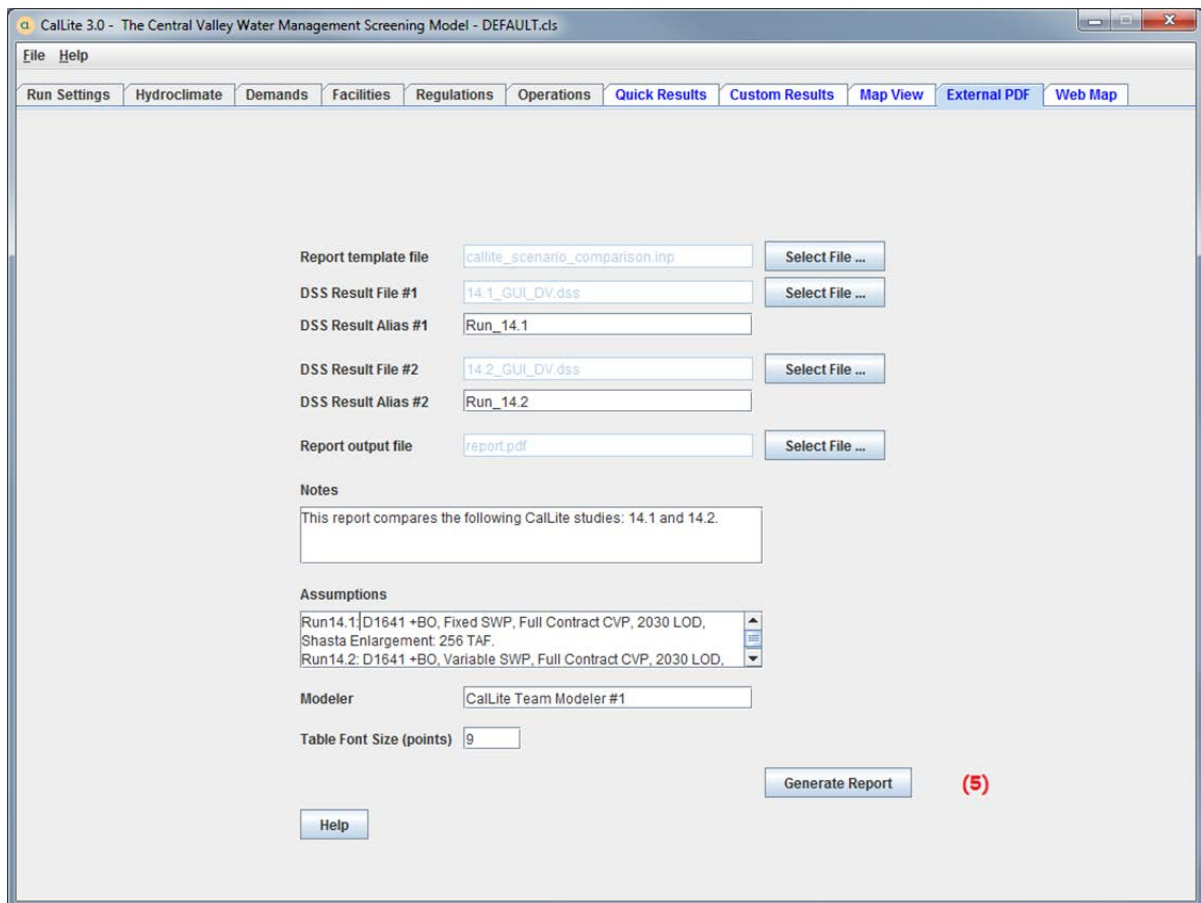 CalLite 3.0 - The Central Valley Water Management Screening Model - DEFAULT.cls
File Help
Run Settings Hydroclimate Demands Facilities Regulations Operations Quick Results Custom Results Map View External PDF Web Map
Report template file callite_scenario_comparison.inp Select File ...
DSS Result File #1 14.1_GUI_DV.dss Select File ...
DSS Result Alias #1 Run_14.1
DSS Result File #2 14.2_GUI_DV.dss Select File ...
DSS Result Alias #2 Run_14.2
Report output file report.pdf Select File ...
Notes
This report compares the following CalLite studies: 14.1 and 14.2.
Assumptions
Run14.1: D1641 +BO, Fixed SWP, Full Contract CVP, 2030 LOD,
Shasta Enlargement: 256 TAF.
Run14.2: D1641 +BO, Variable SWP, Full Contract CVP, 2030 LOD,
Modeler CalLite Team Modeler #1
Table Font Size (points) 9
Generate Report (5)
Help